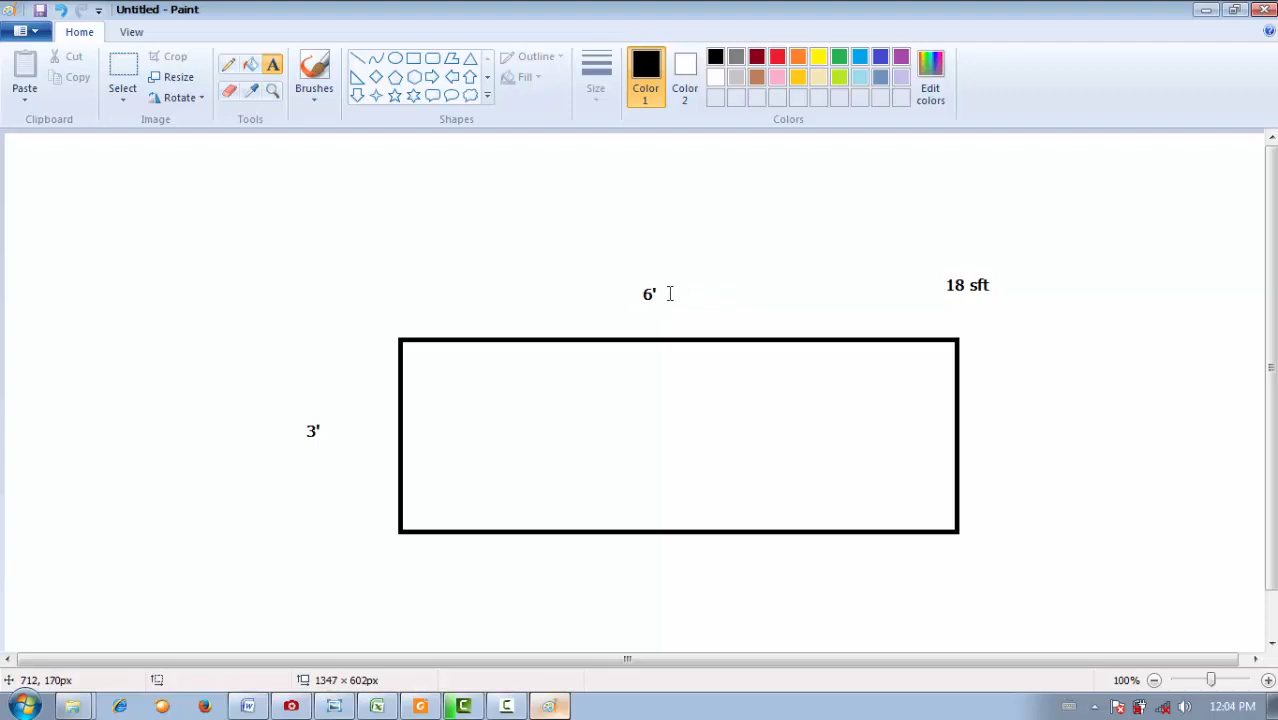 Untitled - Paint
Home
View
Paste
Cut
Copy
Clipboard
Select
Crop
Resize
Rotate
Image
A
Tools
Brushes
Outline
Fill
Shapes
Size
Color 1
Color 2
Edit colors
Colors
6'
18 sft
3'
712, 170px
1347 × 602px
100%
12:04 PM